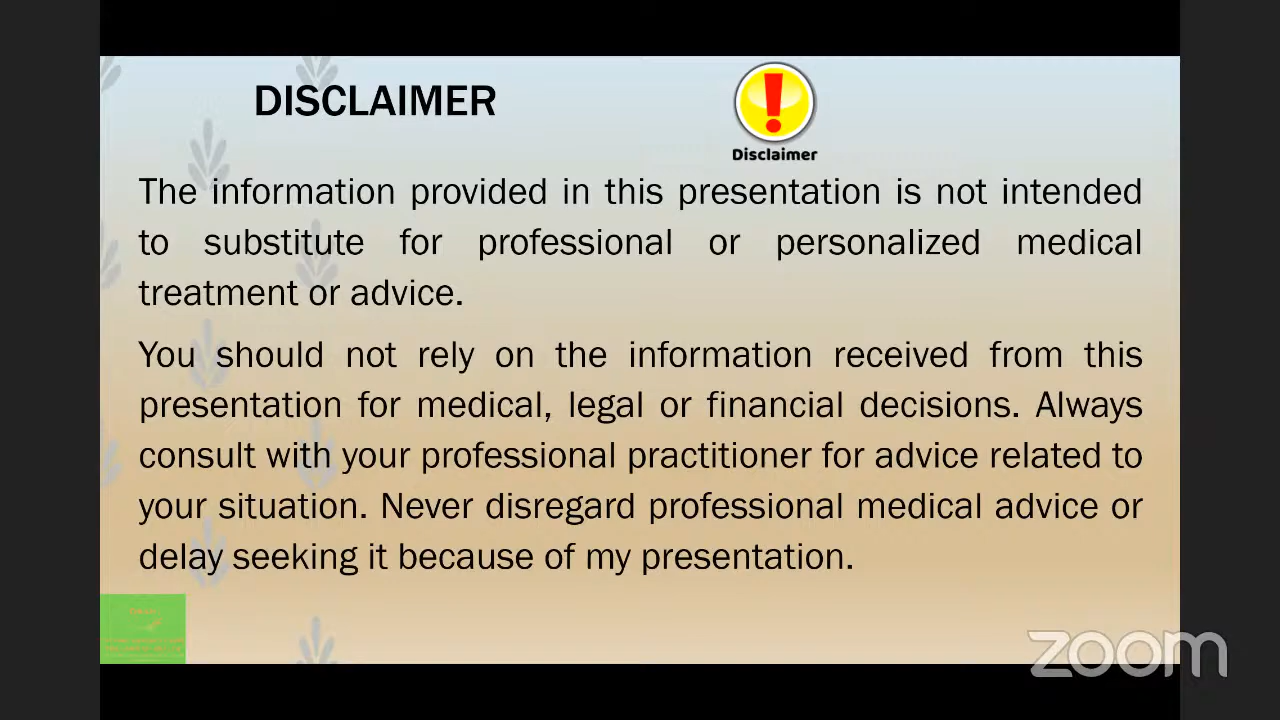 DISCLAIMER
Disclaimer
The information provided in this presentation is not intended
to substitute for professional or personalized medical
treatment or advice.
You should not rely on the information received from this
presentation for medical, legal or financial decisions. Always
consult with your professional practitioner for advice related to
your situation. Never disregard professional medical advice or
delay seeking it because of my presentation.
zoom